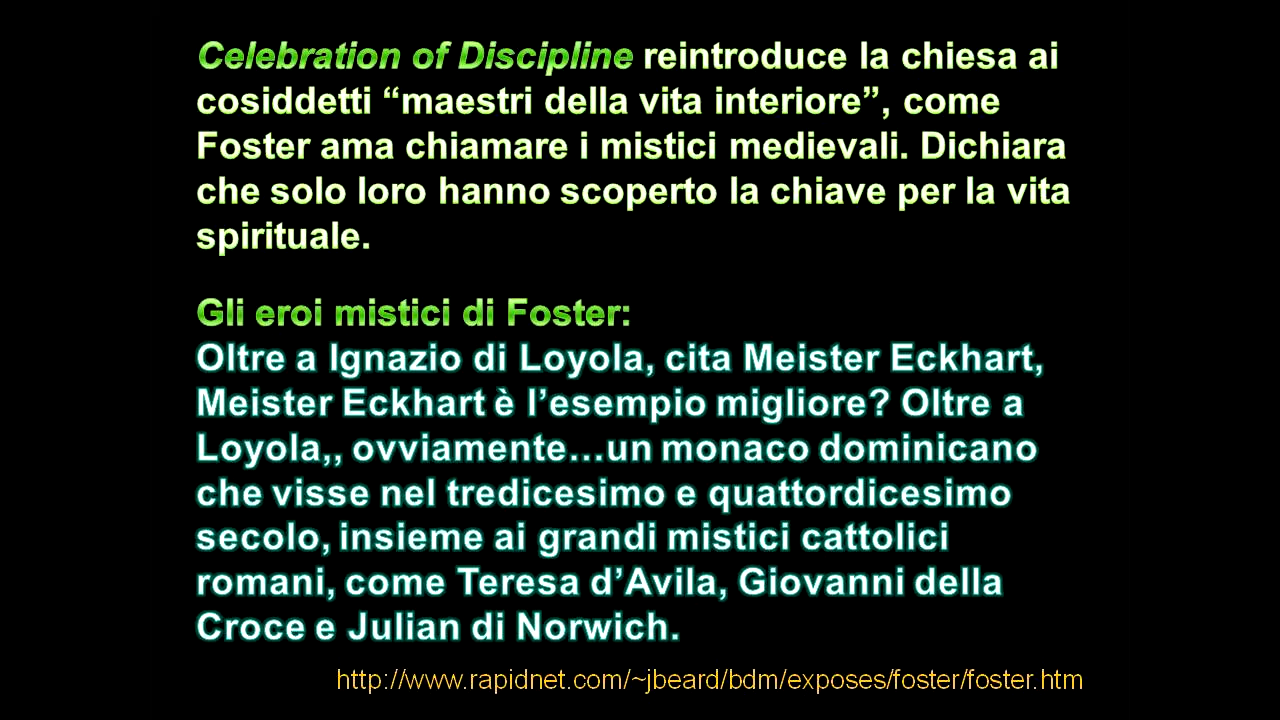 Celebration of Discipline reintroduce la chiesa ai
cosiddetti “maestri della vita interiore”, come
Foster ama chiamare i mistici medievali. Dichiara
che solo loro hanno scoperto la chiave per la vita
spirituale.
Gli eroi mistici di Foster:
Oltre a Ignazio di Loyola, cita Meister Eckhart,
Meister Eckhart è l’esempio migliore? Oltre a
Loyola,, ovviamente…un monaco dominicano
che visse nel tredicesimo e quattordicesimo
secolo, insieme ai grandi mistici cattolici
romani, come Teresa d’Avila, Giovanni della
Croce e Julian di Norwich.
http://www.rapidnet.com/~jbeard/bdm/exposes/foster/foster.htm